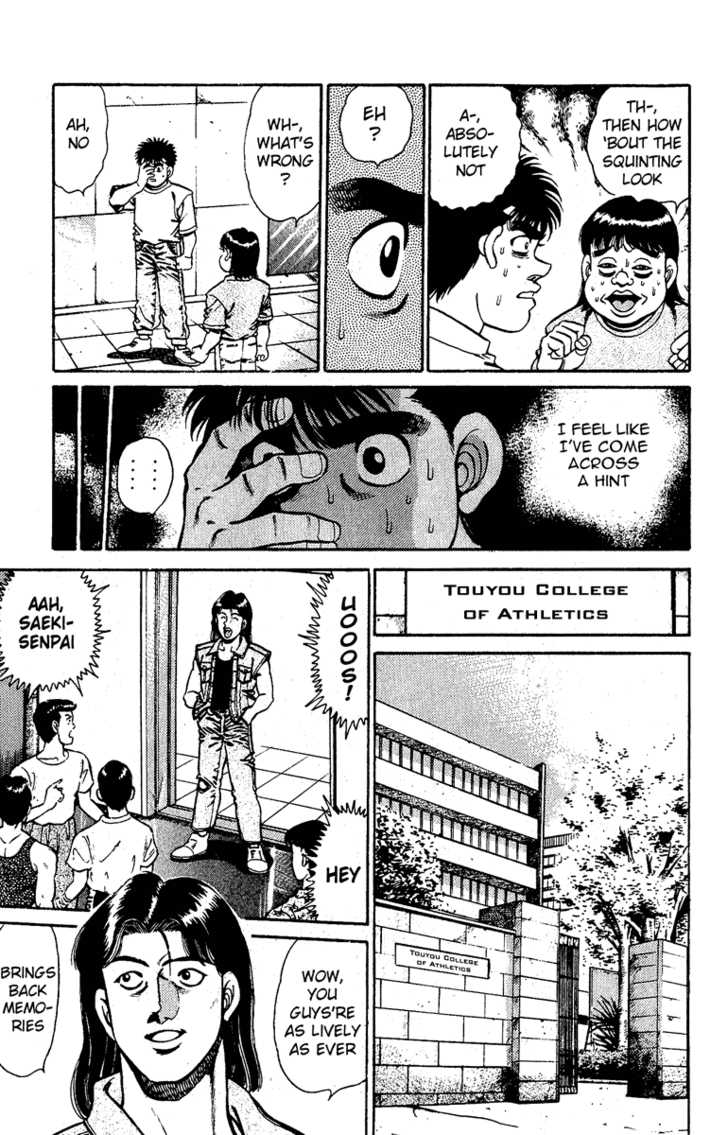 TH-,
THEN HOW
'BOUT THE
SQUINTING
LOOK
A-,
ABSO-
LUTELY
NOT
EH
?
WH-,
WHAT'S
WRONG
?
AH,
NO
I FEEL LIKE
I'VE COME
ACROSS
A HINT
....
TOUYOU COLLEGE
OF ATHLETICS
TOUYOU COLLEGE
OF ATHLETICS
UOOOS!
AAH,
SAEKI-
SENPAI
HEY
WOW,
YOU
GUYS'RE
AS LIVELY
AS EVER
BRINGS
BACK
MEMO-
RIES